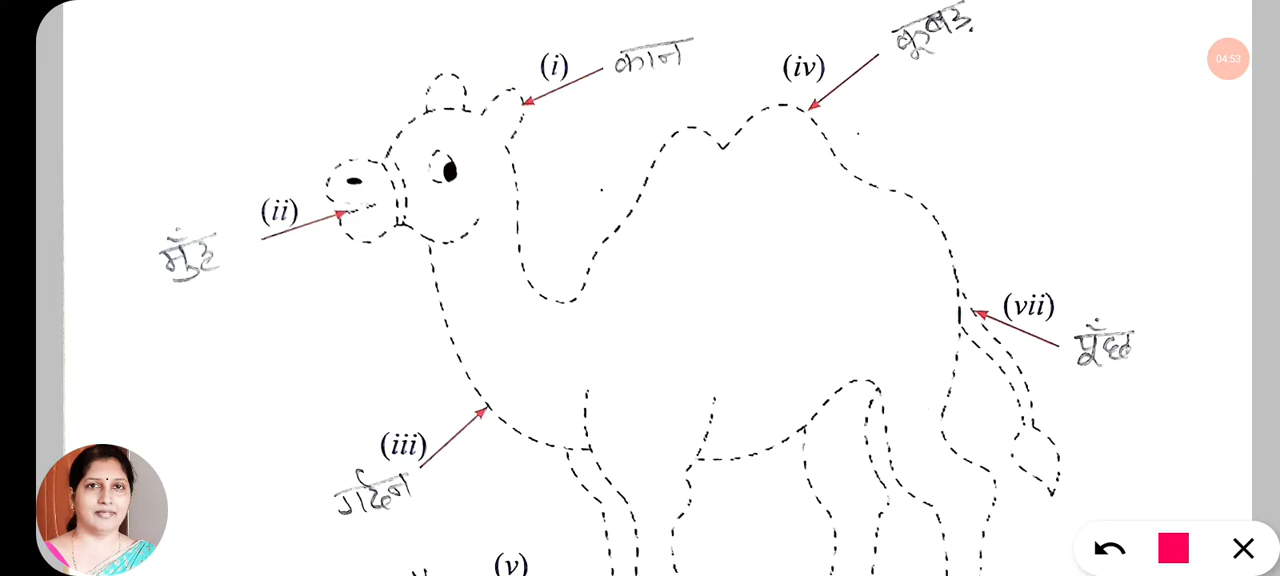 (i) कान
(iv) कूबड़
(ii) मुँह
(vii) पूँछ
(iii) गर्दन
(v)
04:53